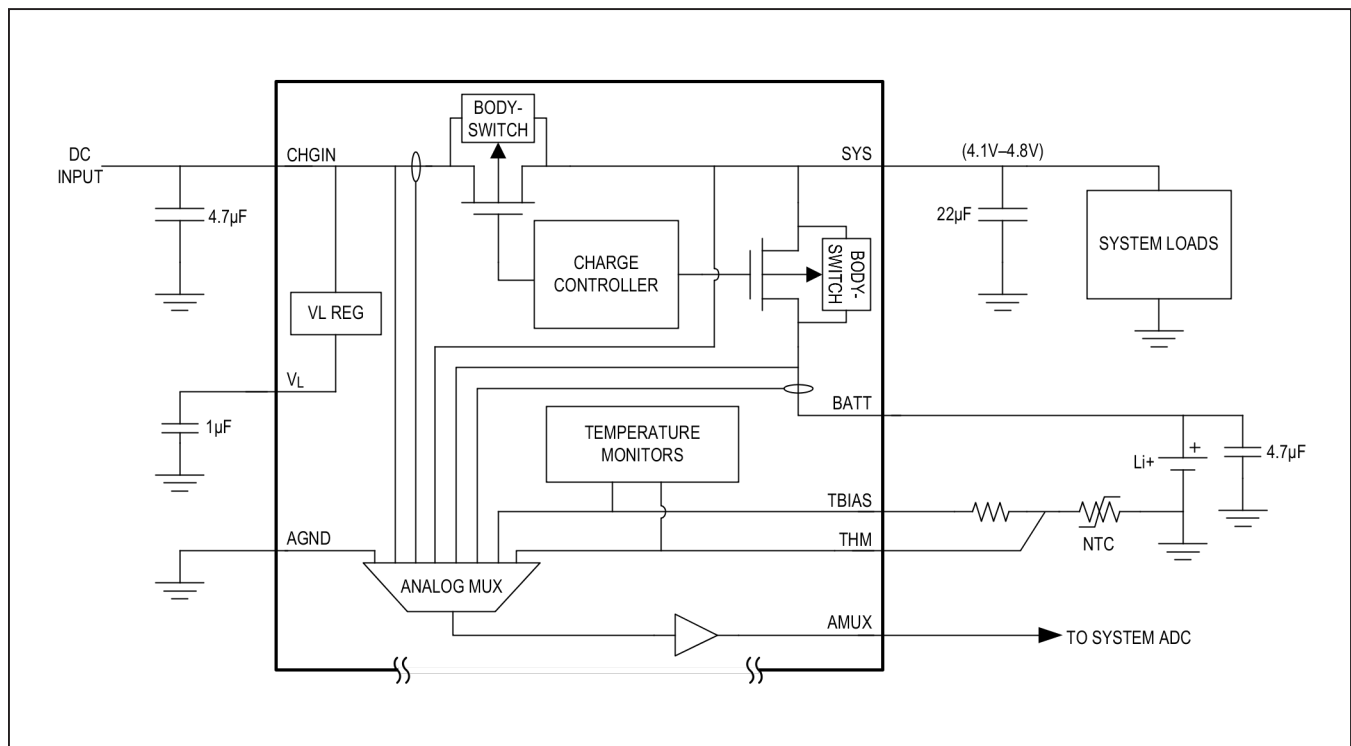 BODY-
SWITCH
DC
INPUT
CHGIN
SYS
(4.1V–4.8V)
4.7µF
CHARGE
CONTROLLER
BODY-
SWITCH
22µF
SYSTEM LOADS
VL REG
VL
BATT
1µF
TEMPERATURE
MONITORS
Li+
+
4.7µF
TBIAS
AGND
THM
NTC
ANALOG MUX
AMUX
TO SYSTEM ADC